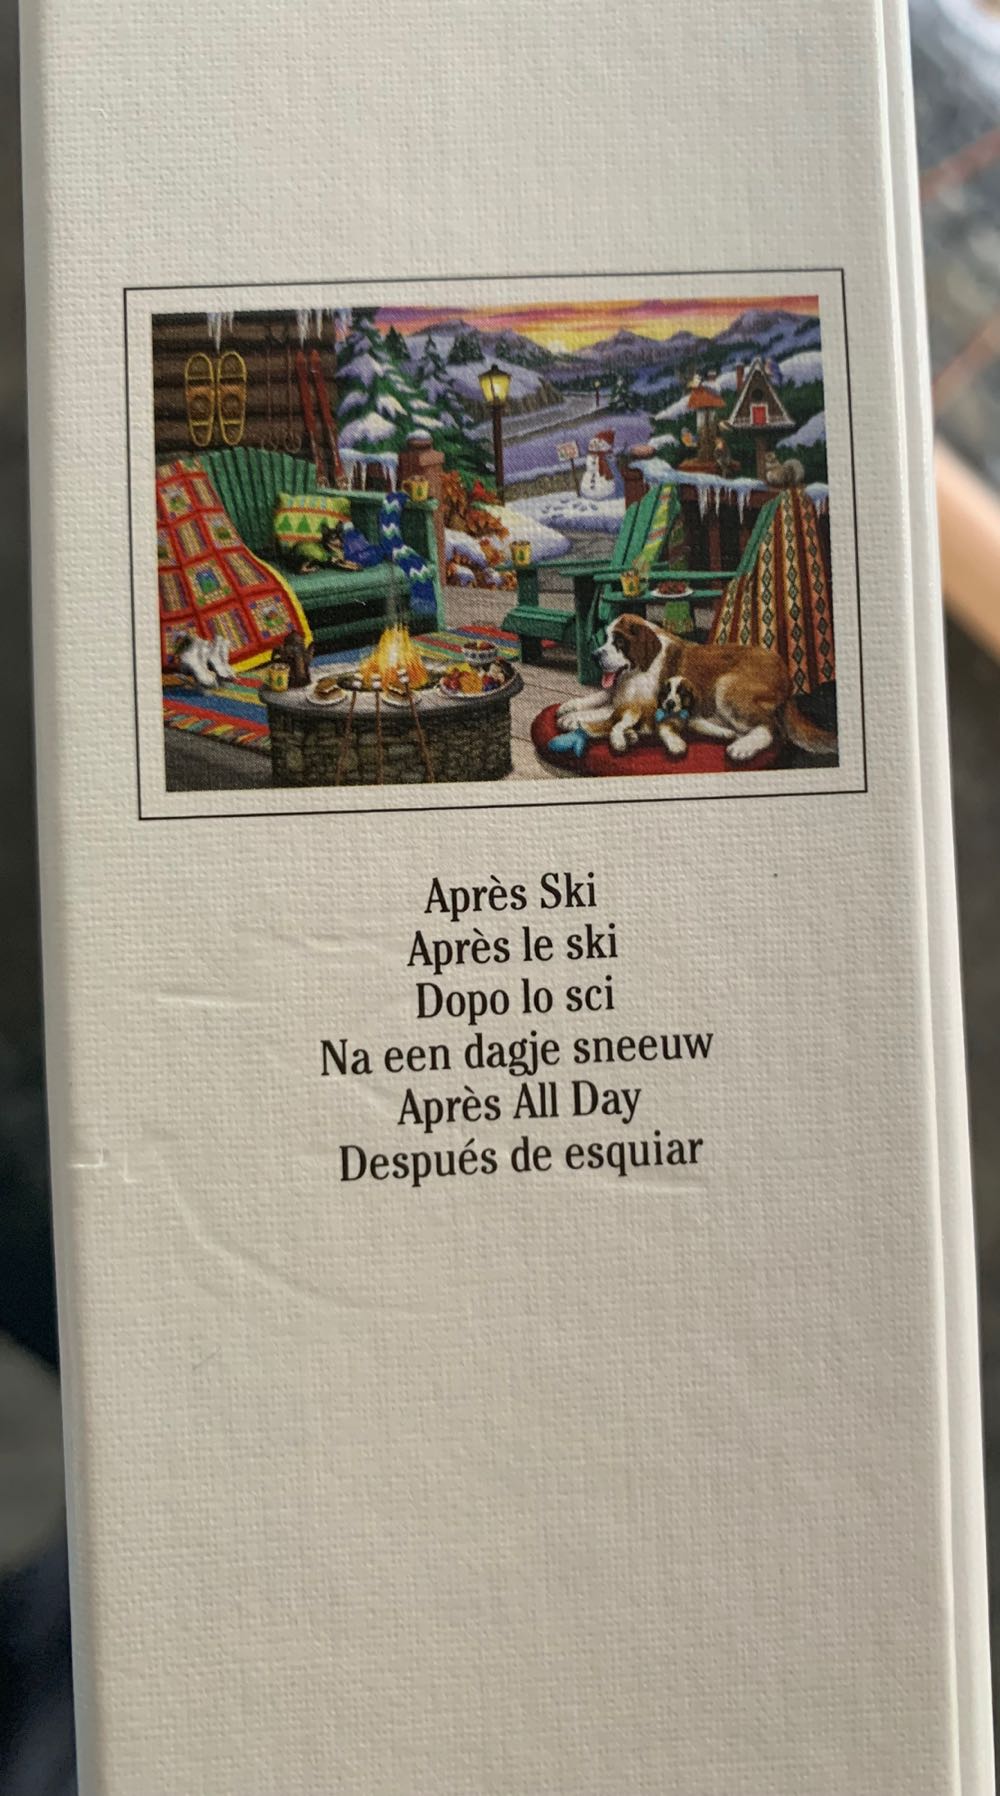 Après Ski
Après le ski
Dopo lo sci
Na een dagje sneeuw
Après All Day
Después de esquiar